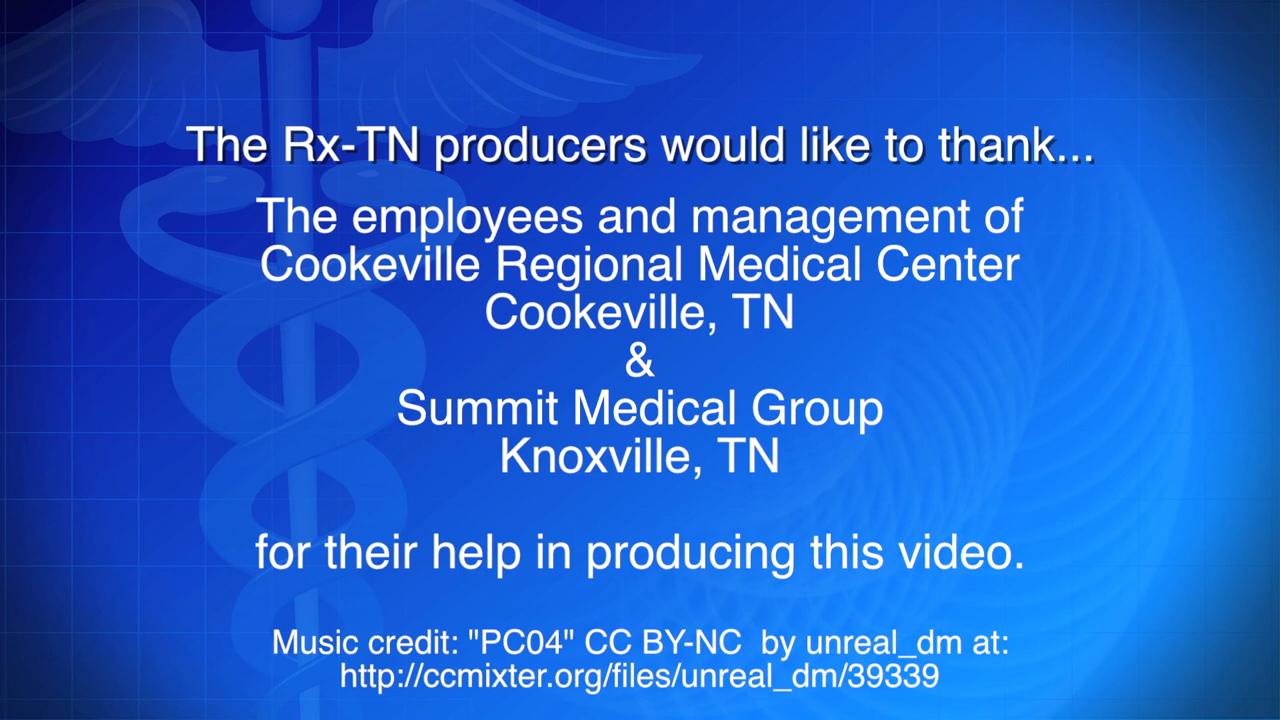 The Rx-TN producers would like to thank...
The employees and management of
Cookeville Regional Medical Center
Cookeville, TN
&
Summit Medical Group
Knoxville, TN
for their help in producing this video.
Music credit: "PC04" CC BY-NC  by unreal_dm at:
http://ccmixter.org/files/unreal_dm/39339